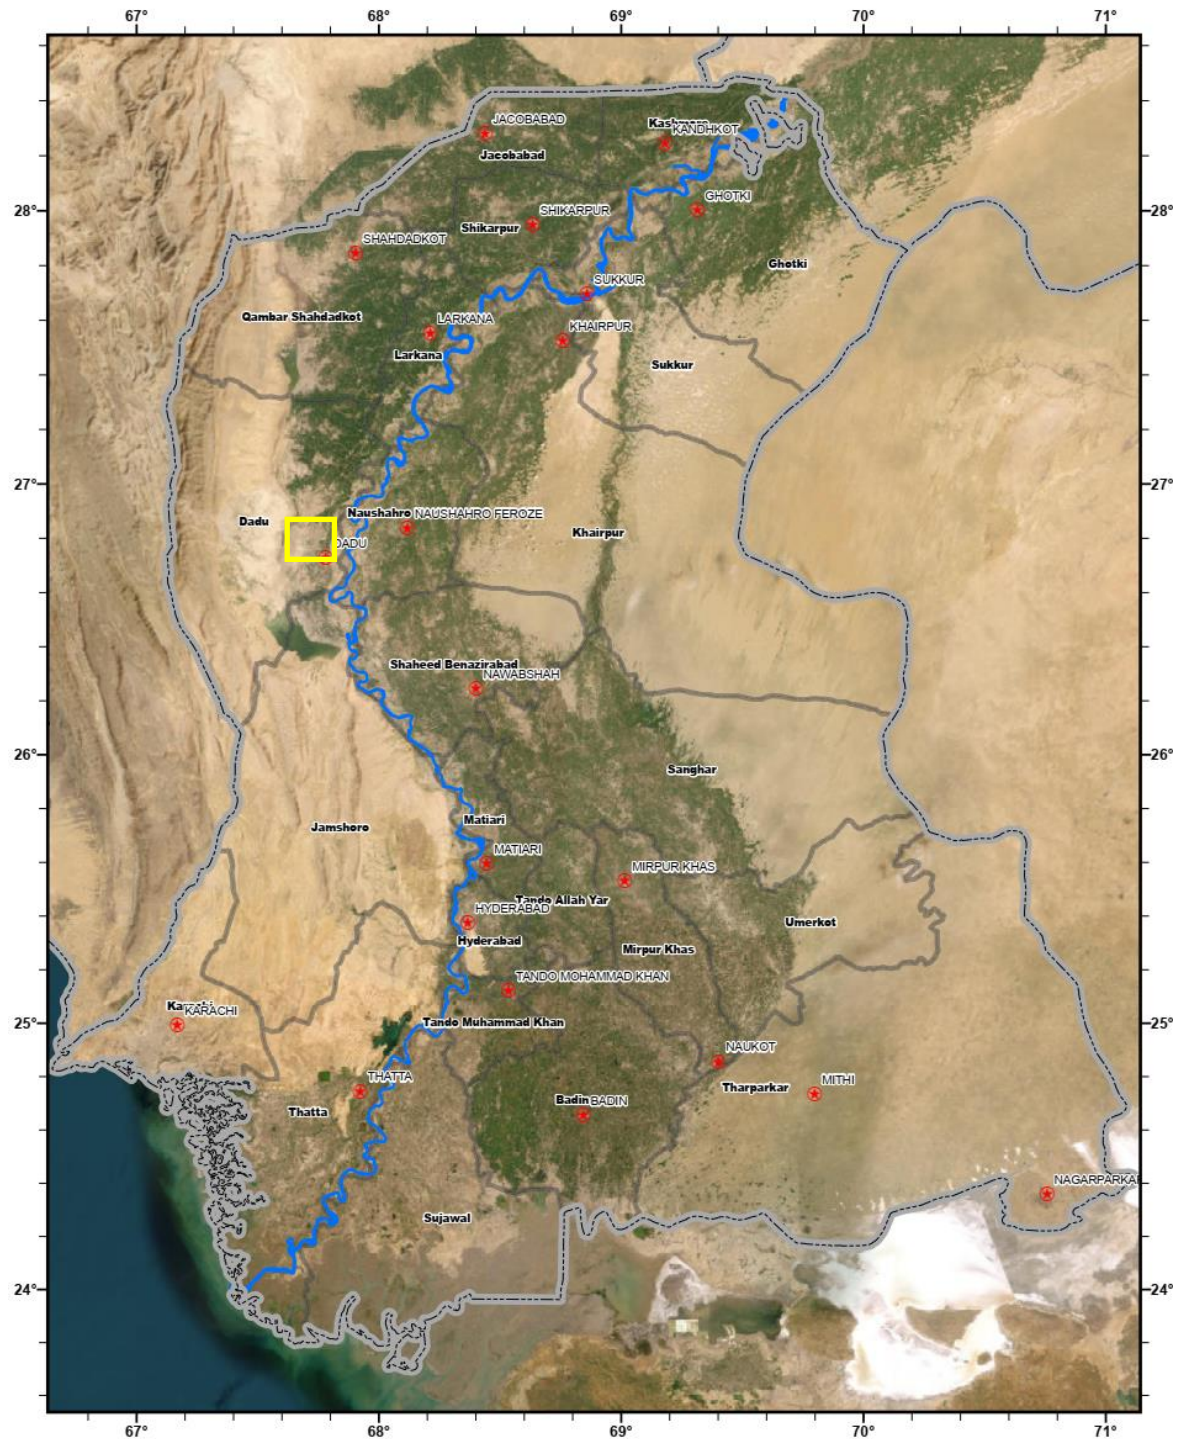 67°
68°
69°
70°
71°
JACOBABAD
KANDHKOT
Jacobabad
GHOTKI
28°
28°
SHIKARPUR
Shikarpur
SHAHDADKOT
Ghotki
SUKKUR
Qambar Shahdadkot
LARKANA
KHAIRPUR
Larkana
Sukkur
27°
27°
Naushahro
NAUSHAHRO FEROZE
Dadu
Khairpur
DADU
Shaheed Benazirabad
NAWABSHAH
26°
26°
Sanghar
Matiari
Jamshoro
MATIARI
MIRPUR KHAS
Tando Allah Yar
HYDERABAD
Umerkot
Hyderabad
Mirpur Khas
TANDO MOHAMMAD KHAN
KARACHI
25°
25°
Tando Muhammad Khan
NAUKOT
THATTA
MITHI
Tharparkar
Badin
BADIN
Thatta
NAGARPARKA
Sujawal
24°
24°
67°
68°
69°
70°
71°